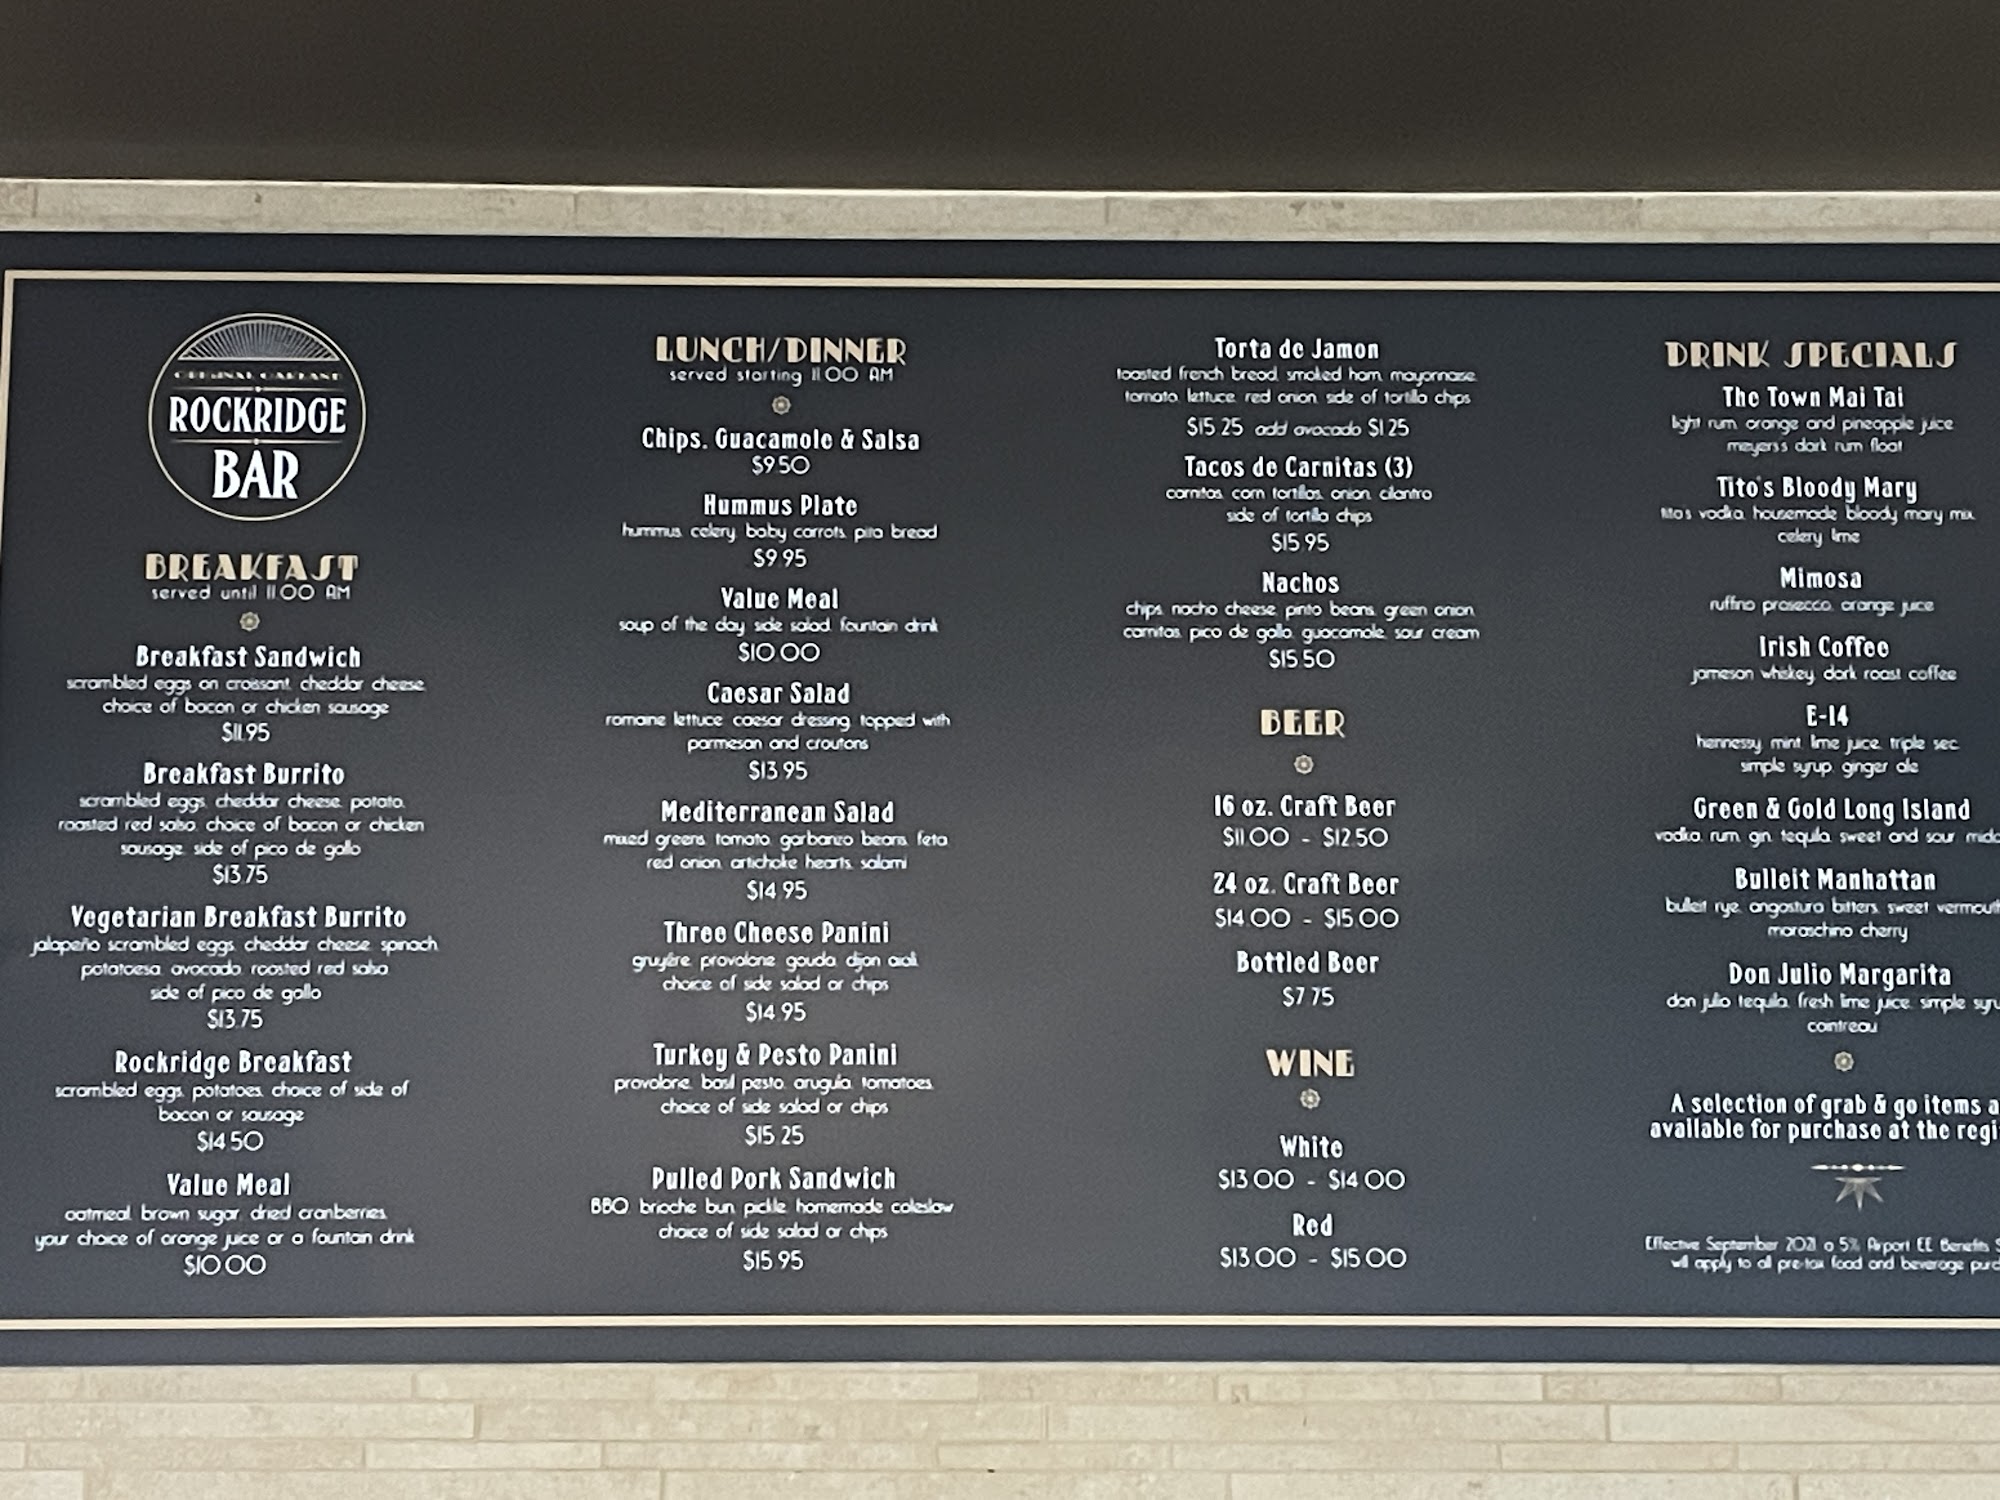 ORIGINAL OAKLAND
ROCKRIDGE
BAR
BREAKFAST
served until 11:00 AM
Breakfast Sandwich
scrambled eggs on croissant, cheddar cheese,
choice of bacon or chicken sausage
$11.95
Breakfast Burrito
scrambled eggs, cheddar cheese, potato,
roasted red salsa, choice of bacon or chicken
sausage, side of pico de gallo
$13.75
Vegetarian Breakfast Burrito
jalapeño scrambled eggs, cheddar cheese, spinach,
potatoesa, avocado, roasted red salsa,
side of pico de gallo
$13.75
Rockridge Breakfast
scrambled eggs, potatoes, choice of side of
bacon or sausage
$14.50
Value Meal
oatmeal, brown sugar, dried cranberries,
your choice of orange juice or a fountain drink
$10.00
LUNCH/DINNER
served starting 11:00 AM
Chips, Guacamole & Salsa
$9.50
Hummus Plate
hummus, celery, baby carrots, pita bread
$9.95
Value Meal
soup of the day, side salad, fountain drink
$10.00
Caesar Salad
romaine lettuce, caesar dressing, topped with
parmesan and croutons
$13.95
Mediterranean Salad
mixed greens, tomato, garbanzo beans, feta,
red onion, artichoke hearts, salami
$14.95
Three Cheese Panini
gruyére, provolone, gouda, dijon aioli,
choice of side salad or chips
$14.95
Turkey & Pesto Panini
provolone, basil pesto, arugula, tomatoes,
choice of side salad or chips
$15.25
Pulled Pork Sandwich
BBQ, brioche bun, pickle, homemade coleslaw
choice of side salad or chips
$15.95
Torta de Jamon
toasted french bread, smoked ham, mayonnaise,
tomato, lettuce, red onion, side of tortilla chips
$15.25 add avocado $1.25
Tacos de Carnitas (3)
carnitas, corn tortillas, onion, cilantro
side of tortilla chips
$15.95
Nachos
chips, nacho cheese, pinto beans, green onion,
carnitas, pico de gallo, guacamole, sour cream
$15.50
BEER
16 oz. Craft Beer
$11.00 - $12.50
24 oz. Craft Beer
$14.00 - $15.00
Bottled Beer
$7.75
WINE
White
$13.00 - $14.00
Red
$13.00 - $15.00
DRINK SPECIALS
The Town Mai Tai
light rum, orange and pineapple juice
meyers's dark rum float
Tito's Bloody Mary
tito's vodka, housemade bloody mary mix,
celery, lime
Mimosa
ruffino prosecco, orange juice
Irish Coffee
jameson whiskey, dark roast coffee
E-14
hennessy, mint, lime juice, triple sec,
simple syrup, ginger ale
Green & Gold Long Island
vodka, rum, gin, tequila, sweet and sour, mido
Bulleit Manhattan
bulleit rye, angostura bitters, sweet vermouth
maraschino cherry
Don Julio Margarita
don julio tequila, fresh lime juice, simple syru
cointreau
A selection of grab & go items a
available for purchase at the regi
Effective September 2021, a 5% Airport EE Benefits S
will apply to all pre-tax food and beverage purc